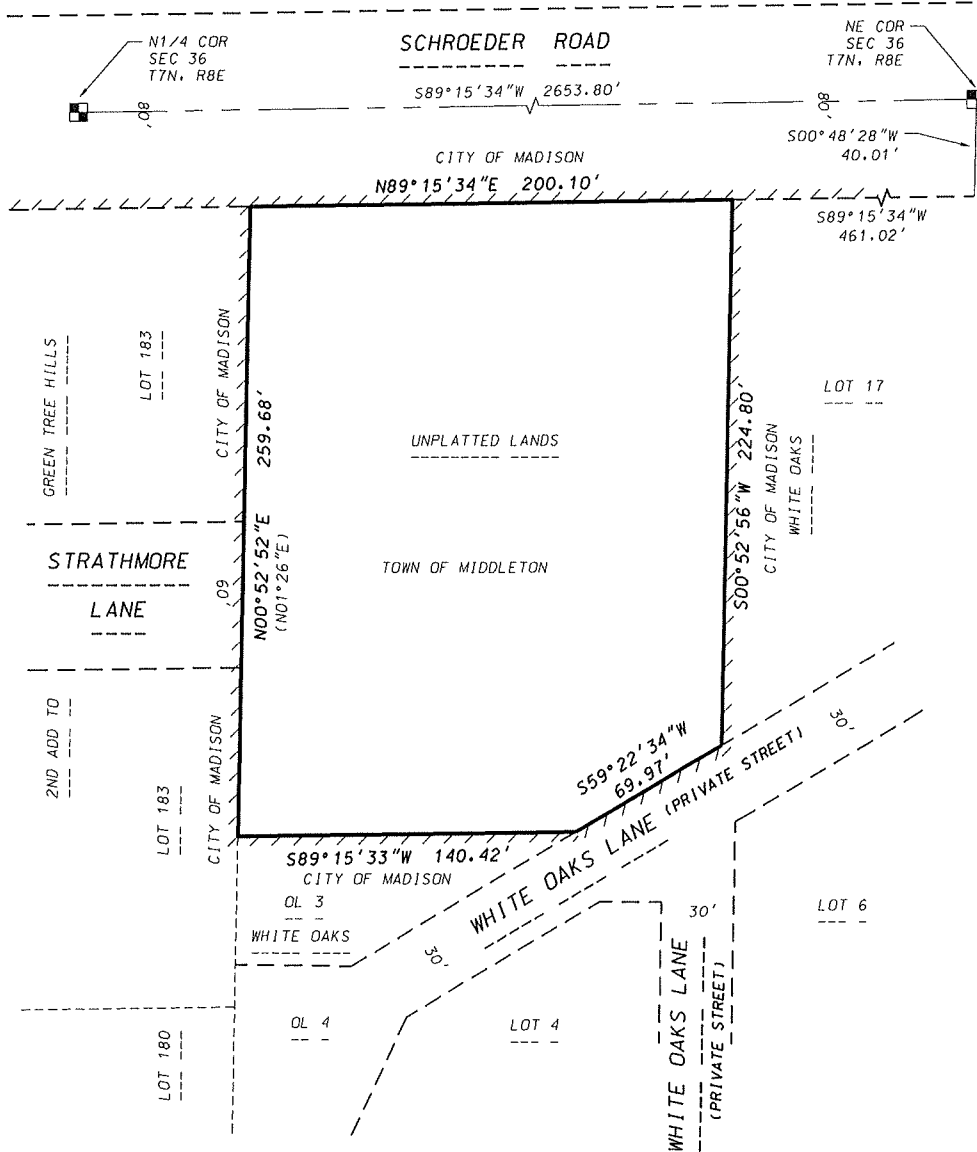 N1/4 COR
SEC 36
T7N, R8E
SCHROEDER ROAD
NE COR
SEC 36
T7N, R8E
S89°15'34"W 2653.80'
80'
80'
S00°48'28"W
40.01'
CITY OF MADISON
N89°15'34"E 200.10'
S89°15'34"W
461.02'
GREEN TREE HILLS
LOT 183
CITY OF MADISON
N00°52'52"E 259.68'
(N01°26"E)
UNPLATTED LANDS
TOWN OF MIDDLETON
S00°52'56"W 224.80'
CITY OF MADISON
WHITE OAKS
LOT 17
STRATHMORE
LANE
60'
2ND ADD TO
LOT 183
CITY OF MADISON
S59°22'34"W
69.97'
WHITE OAKS LANE (PRIVATE STREET)
30'
30'
S89°15'33"W 140.42'
CITY OF MADISON
OL 3
WHITE OAKS
30'
LOT 6
LOT 180
OL 4
LOT 4
WHITE OAKS LANE
(PRIVATE STREET)